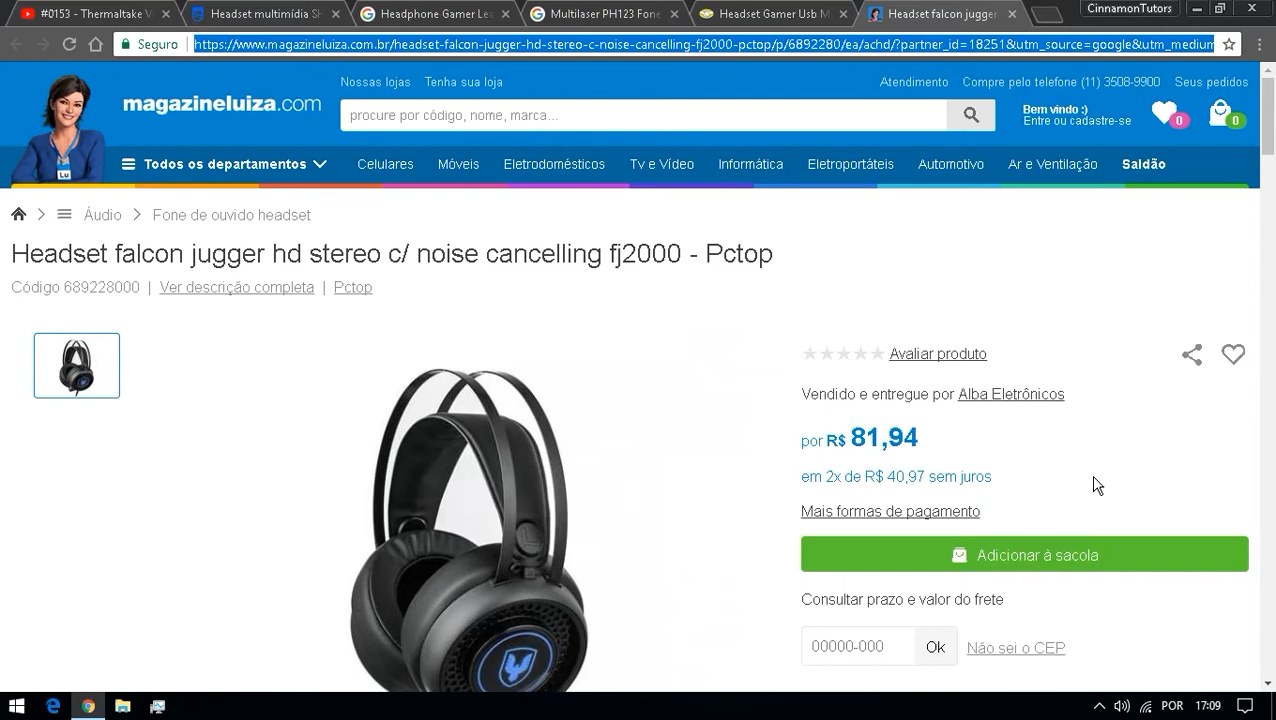 #0153 - Thermaltake V
Headset multimídia SH
Headphone Gamer Le
Multilaser PH123 Fone
Headset Gamer Usb M
Headset falcon jugger
CinnamonTutors
Seguro
https://www.magazineluiza.com.br/headset-falcon-jugger-hd-stereo-c-noise-cancelling-fj2000-pctop/p/6892280/ea/achd/?partner_id=18251&utm_source=google&utm_medium
Nossas lojas Tenha sua loja
Atendimento Compre pelo telefone (11) 3508-9900 Seus pedidos
magazineluiza.com
procure por código, nome, marca...
Bem vindo :)
Entre ou cadastre-se
0
0
Lu
Todos os departamentos Celulares Móveis Eletrodomésticos Tv e Vídeo Informática Eletroportáteis Automotivo Ar e Ventilação Saldão
Áudio Fone de ouvido headset
Headset falcon jugger hd stereo c/ noise cancelling fj2000 - Pctop
Código 689228000 | Ver descrição completa | Pctop
Avaliar produto
Vendido e entregue por Alba Eletrônicos
por R$ 81,94
em 2x de R$ 40,97 sem juros
Mais formas de pagamento
Adicionar à sacola
Consultar prazo e valor do frete
00000-000 Ok Não sei o CEP
POR 17:09